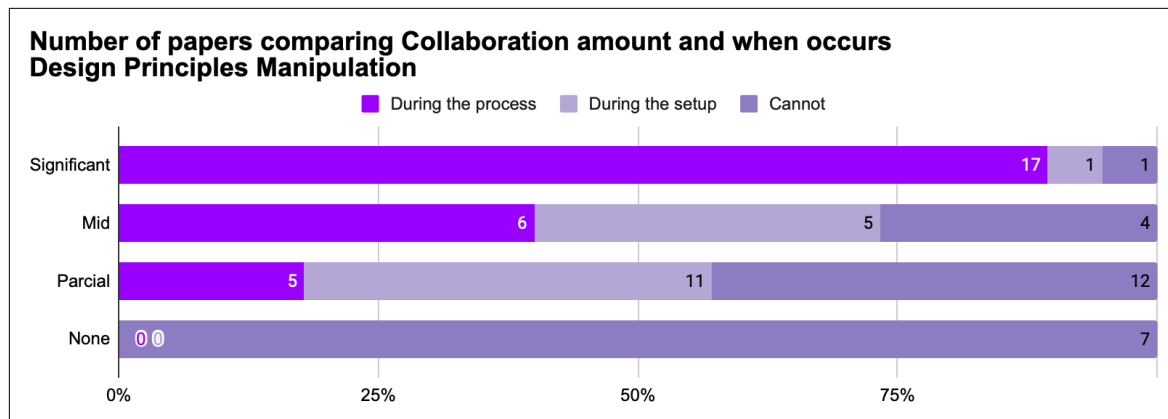 Number of papers comparing Collaboration amount and when occurs
Design Principles Manipulation
During the process During the setup Cannot
Significant 17 1 1
Mid 6 5 4
Parcial 5 11 12
None 0 0 7
0% 25% 50% 75%